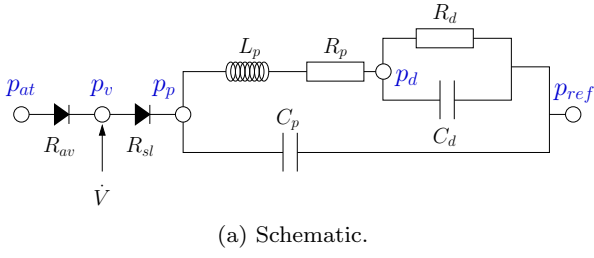 R_d
L_p
R_p
p_at
p_v
p_p
p_d
p_ref
C_p
C_d
R_av
R_sl
V̇
(a) Schematic.